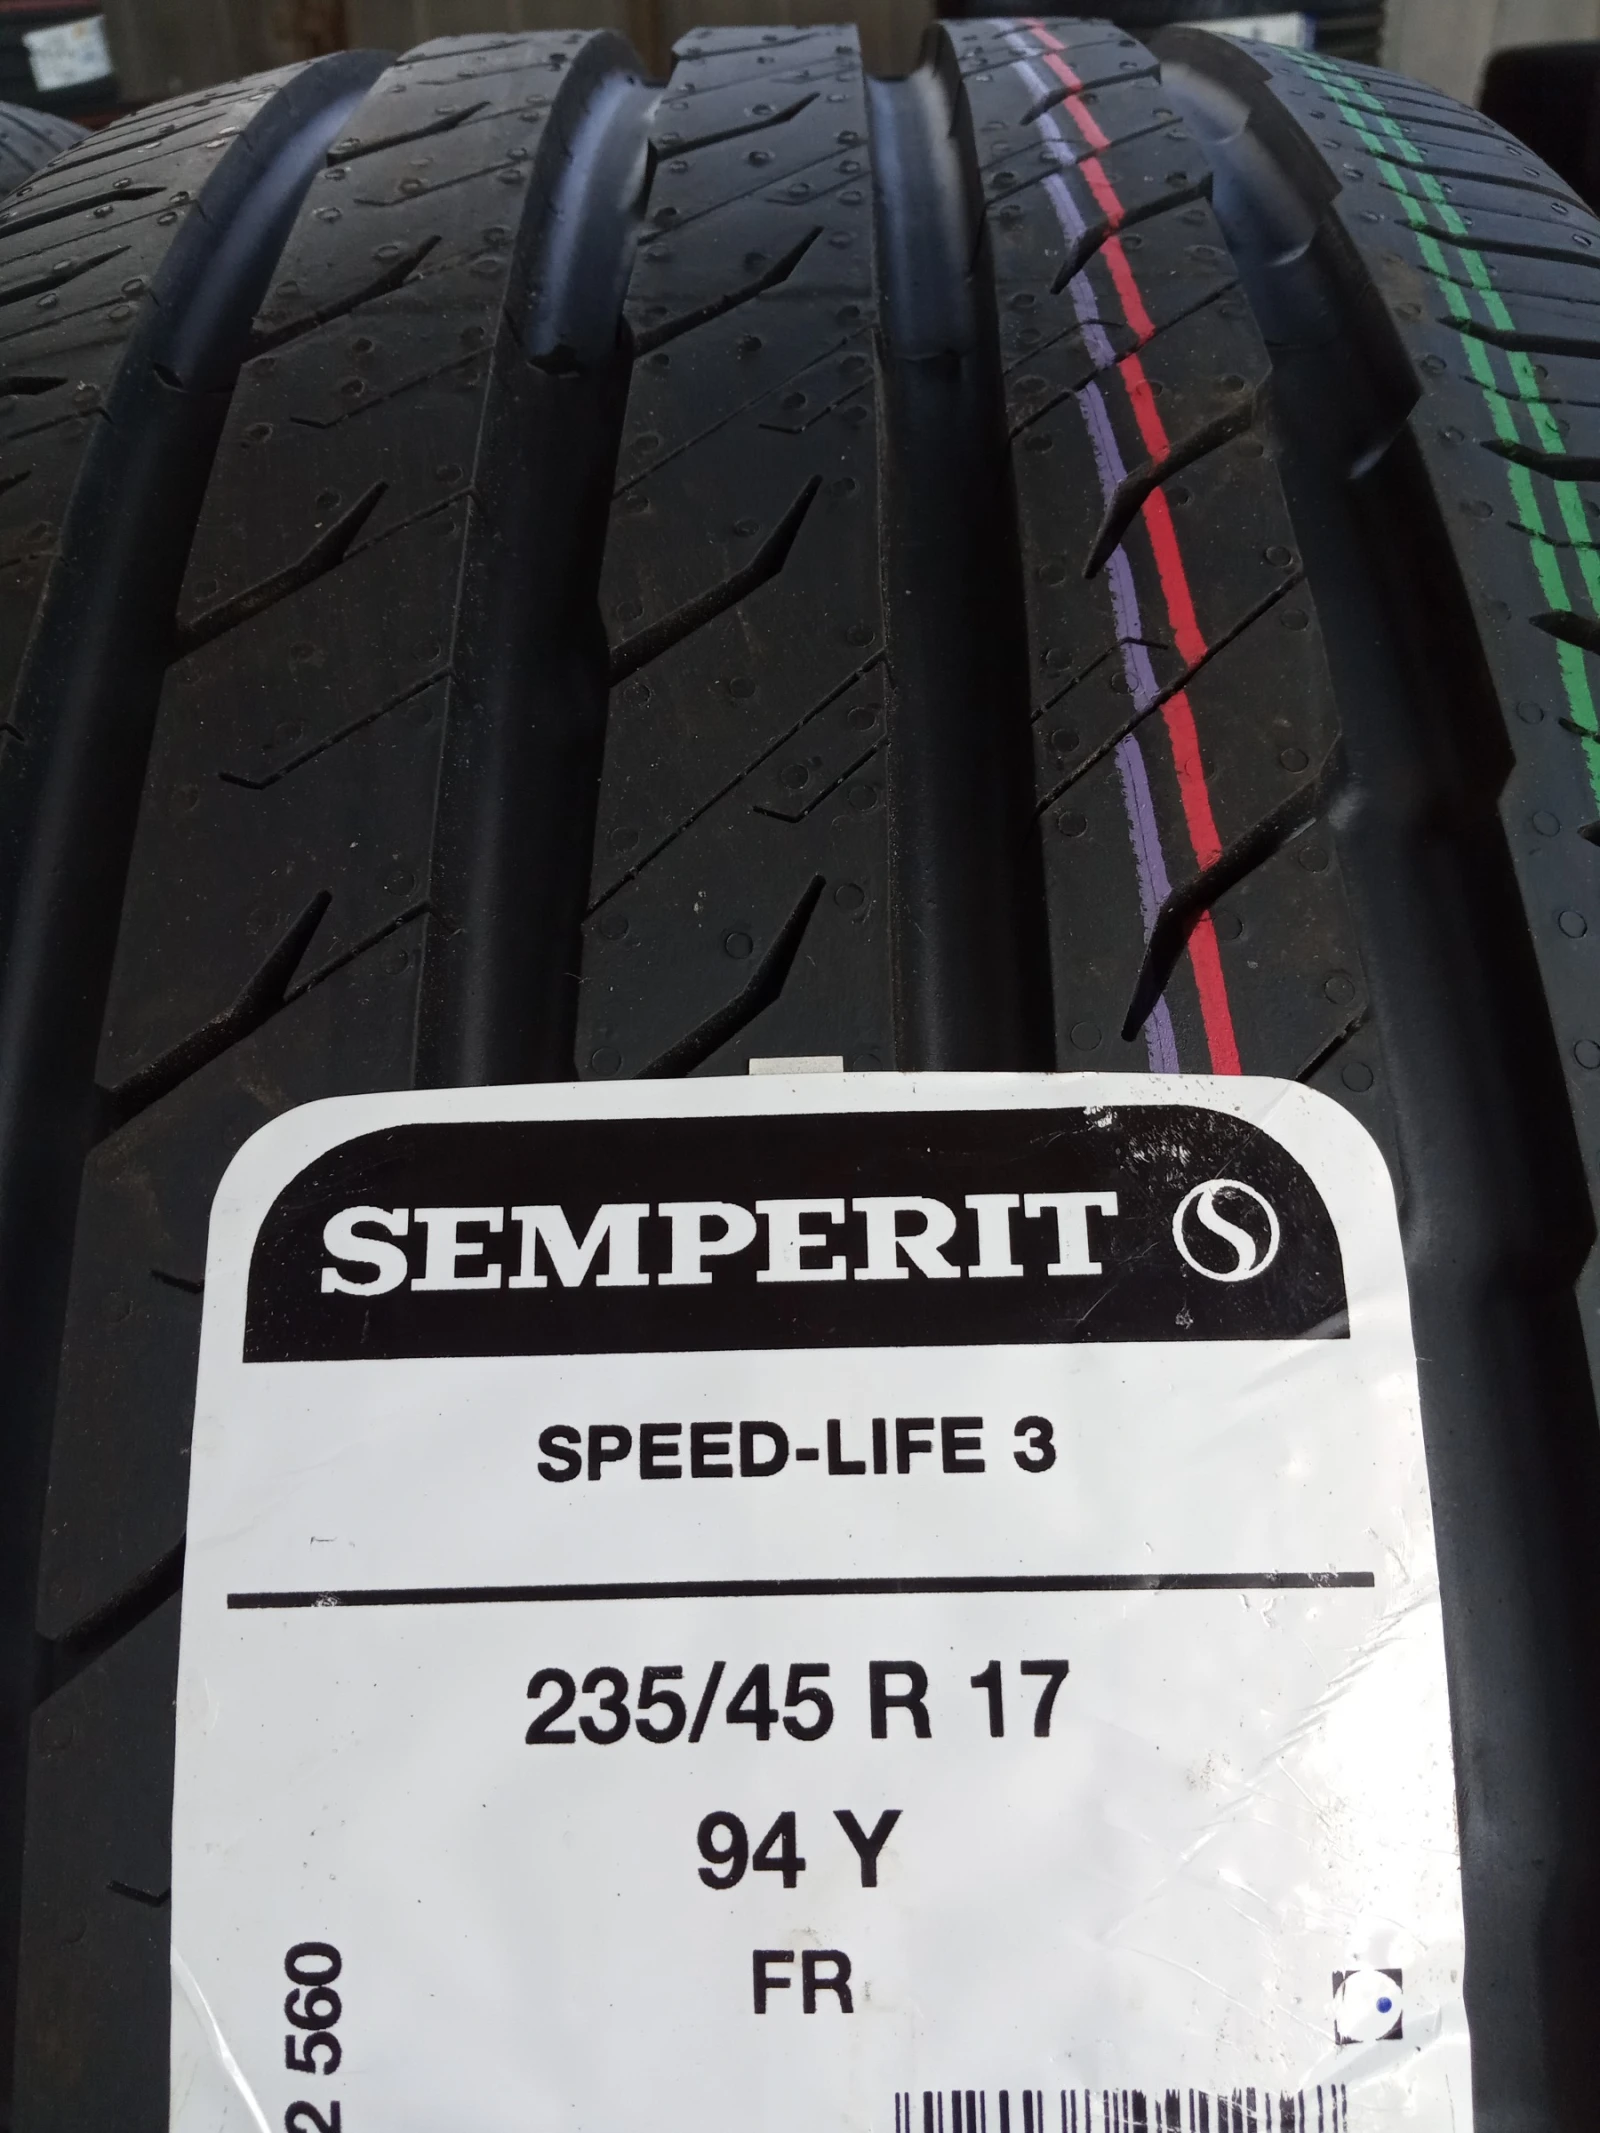 SEMPERIT
SPEED-LIFE 3
235/45 R 17
94 Y
FR
2 560